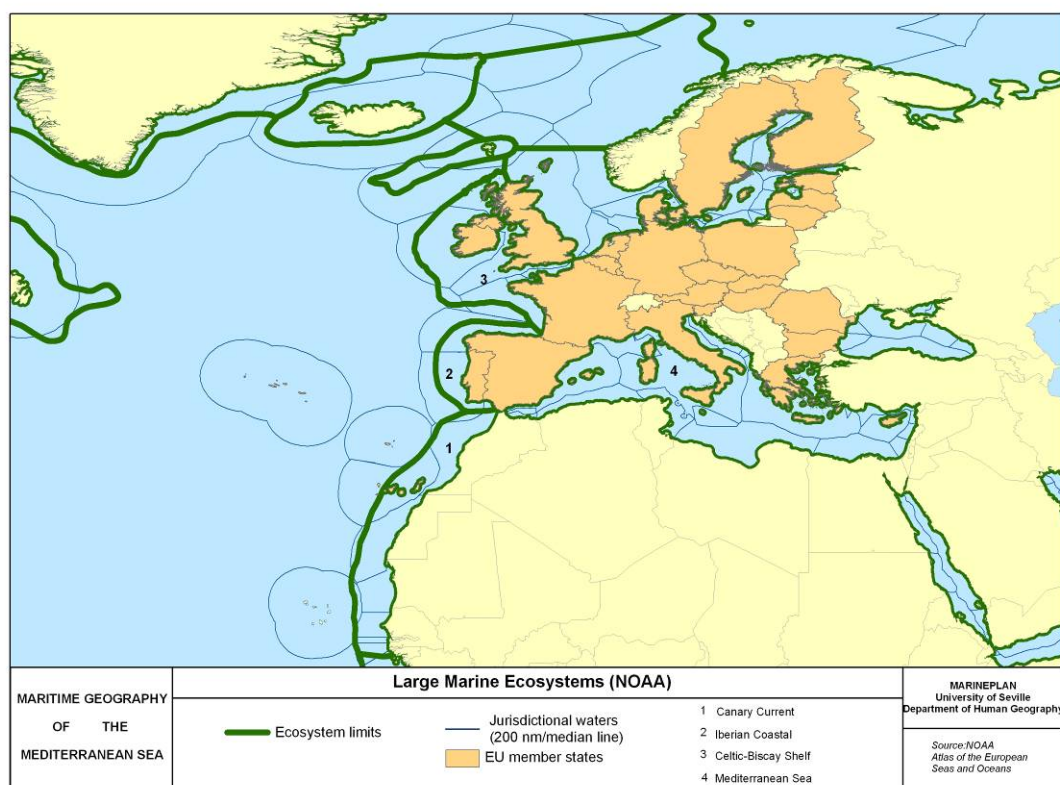 3
2
4
1
MARITIME GEOGRAPHY
OF THE
MEDITERRANEAN SEA
Large Marine Ecosystems (NOAA)
Ecosystem limits
Jurisdictional waters
(200 nm/median line)
EU member states
1 Canary Current
2 Iberian Coastal
3 Celtic-Biscay Shelf
4 Mediterranean Sea
MARINEPLAN
University of Seville
Department of Human Geography
Source:NOAA
Atlas of the European
Seas and Oceans